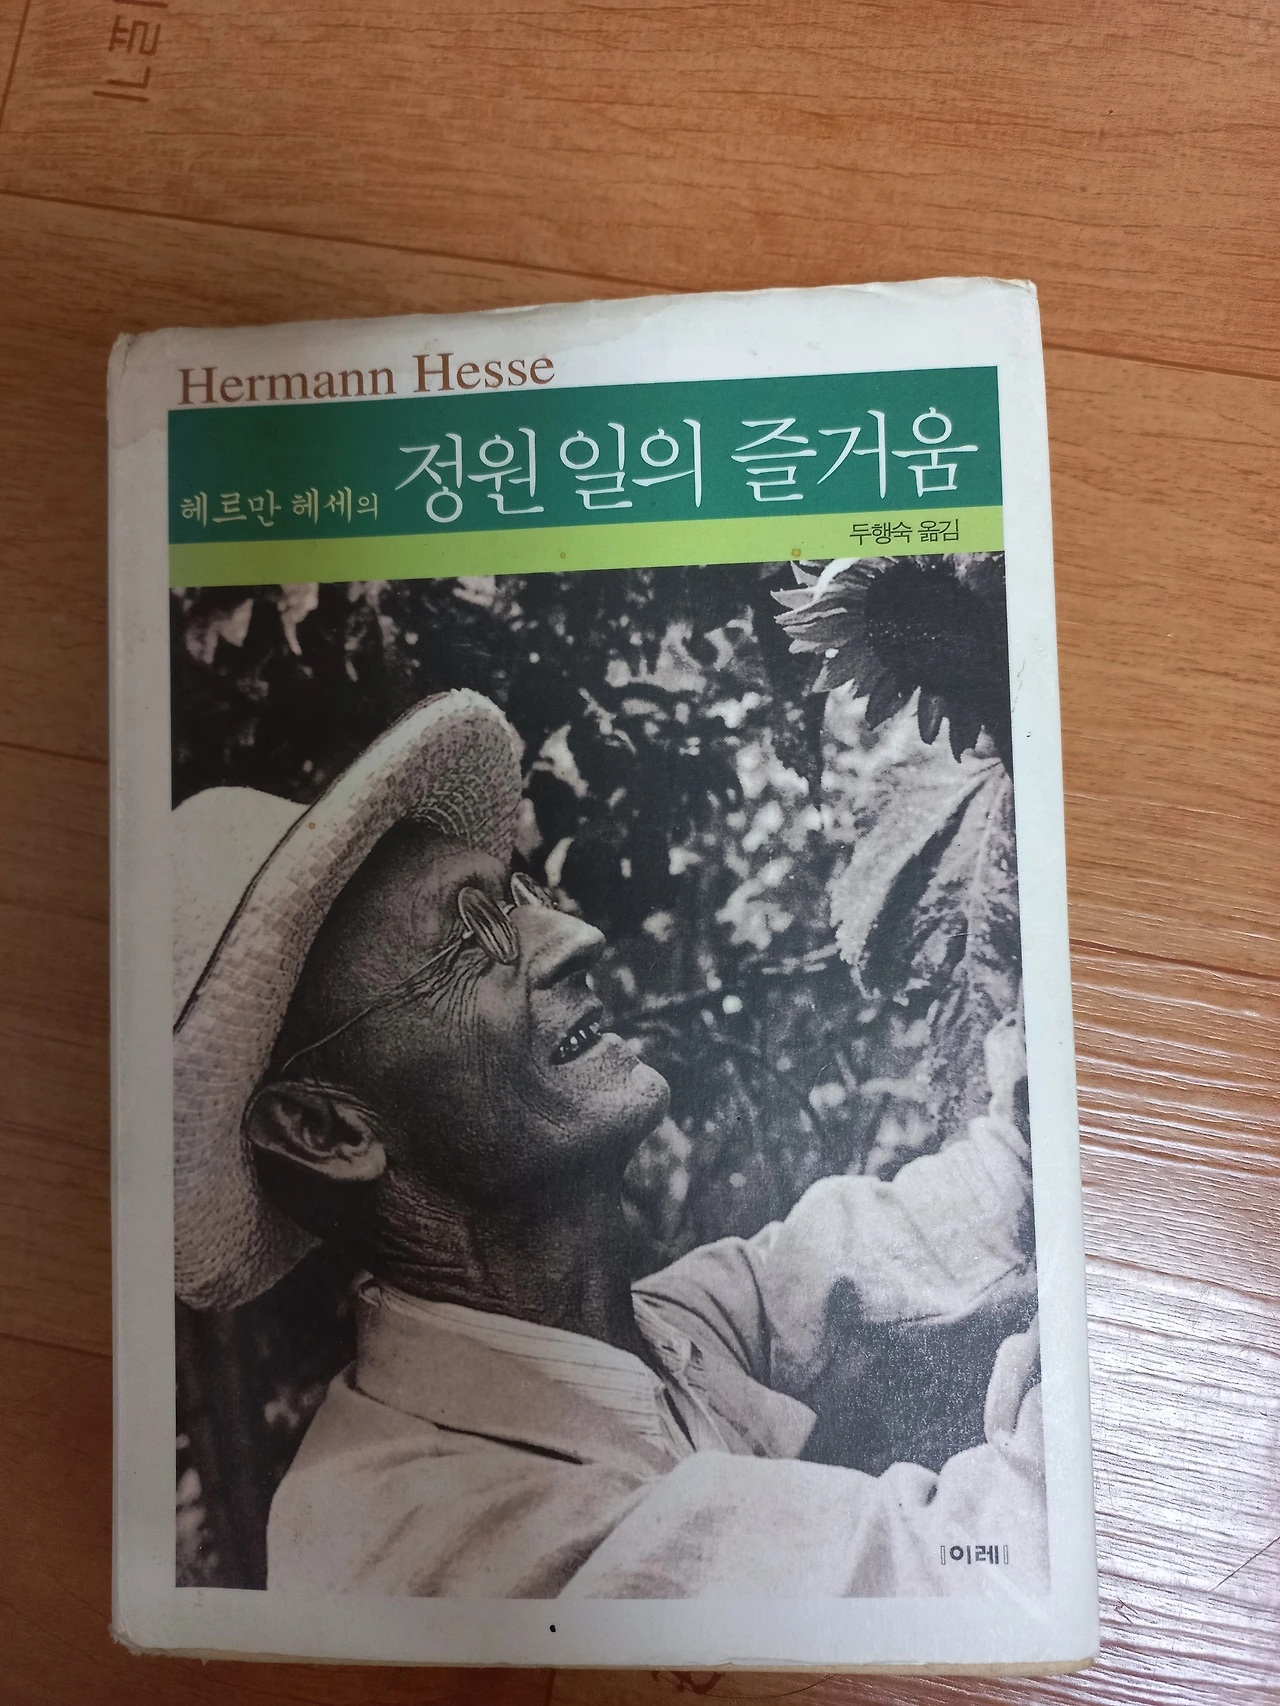 Hermann Hesse
헤르만 헤세의 정원 일의 즐거움
두행숙 옮김
이레